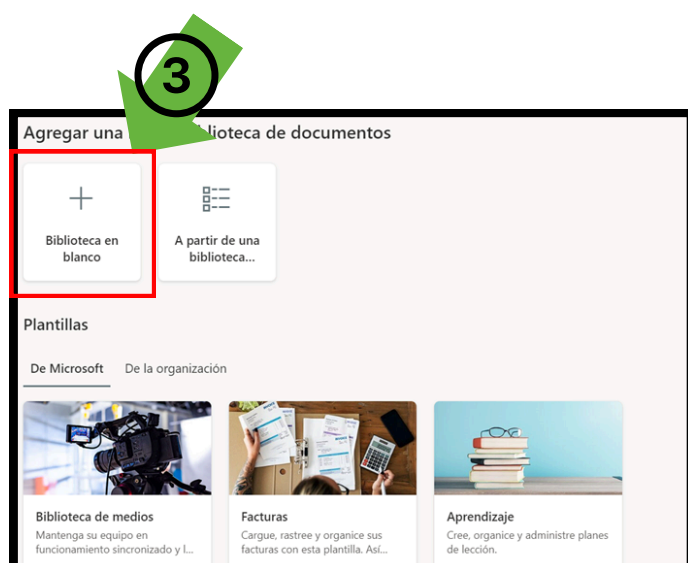 3
Agregar una blioteca de documentos
Biblioteca en
blanco
A partir de una
biblioteca...
Plantillas
De Microsoft
De la organización
Biblioteca de medios
Mantenga su equipo en
funcionamiento sincronizado y l...
Facturas
Cargue, rastree y organice sus
facturas con esta plantilla. Así...
Aprendizaje
Cree, organice y administre planes
de lección.